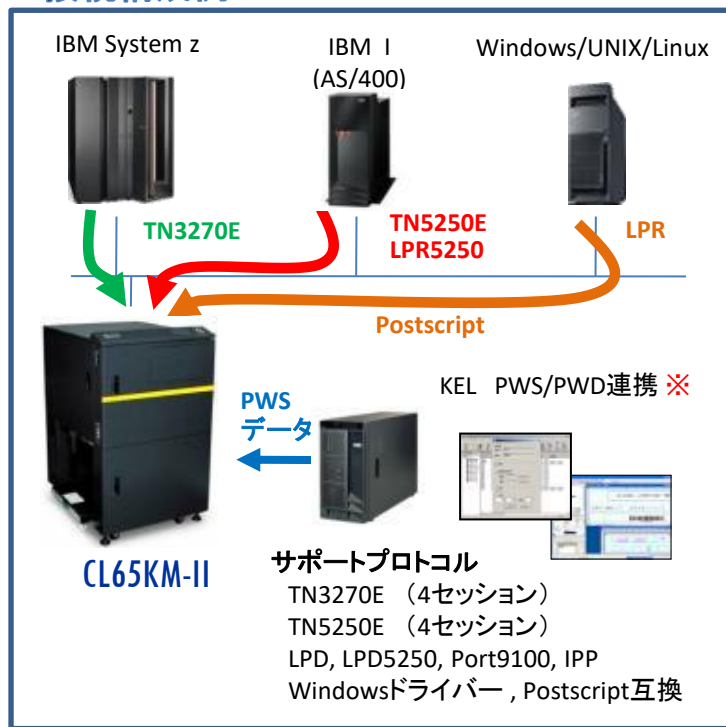 IBM System z
IBM I
(AS/400)
Windows/UNIX/Linux
TN3270E
TN5250E
LPR5250
LPR
Postscript
KEL PWS/PWD連携 ※
PWS
データ
CL65KM-II
サポートプロトコル
TN3270E （4セッション）
TN5250E （4セッション）
LPD, LPD5250, Port9100, IPP
Windowsドライバー , Postscript互換